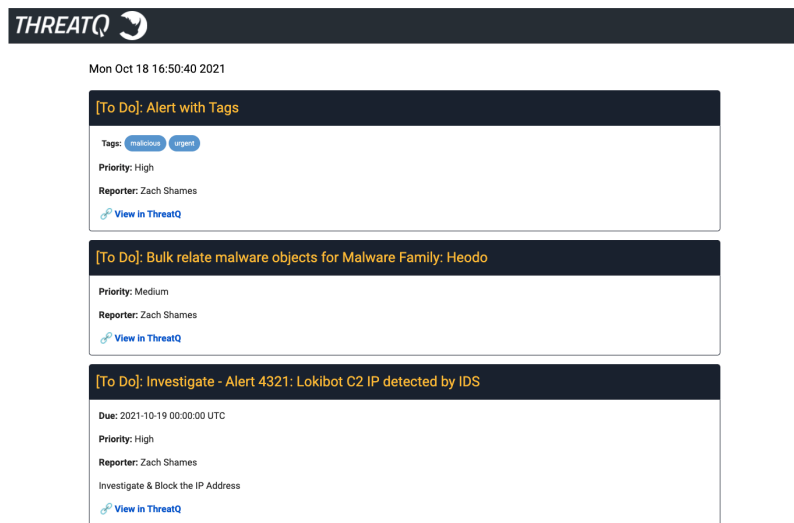 THREATQ
Mon Oct 18 16:50:40 2021
[To Do]: Alert with Tags
Tags: malicious urgent
Priority: High
Reporter: Zach Shames
View in ThreatQ
[To Do]: Bulk relate malware objects for Malware Family: Heodo
Priority: Medium
Reporter: Zach Shames
View in ThreatQ
[To Do]: Investigate - Alert 4321: Lokibot C2 IP detected by IDS
Due: 2021-10-19 00:00:00 UTC
Priority: High
Reporter: Zach Shames
Investigate & Block the IP Address
View in ThreatQ